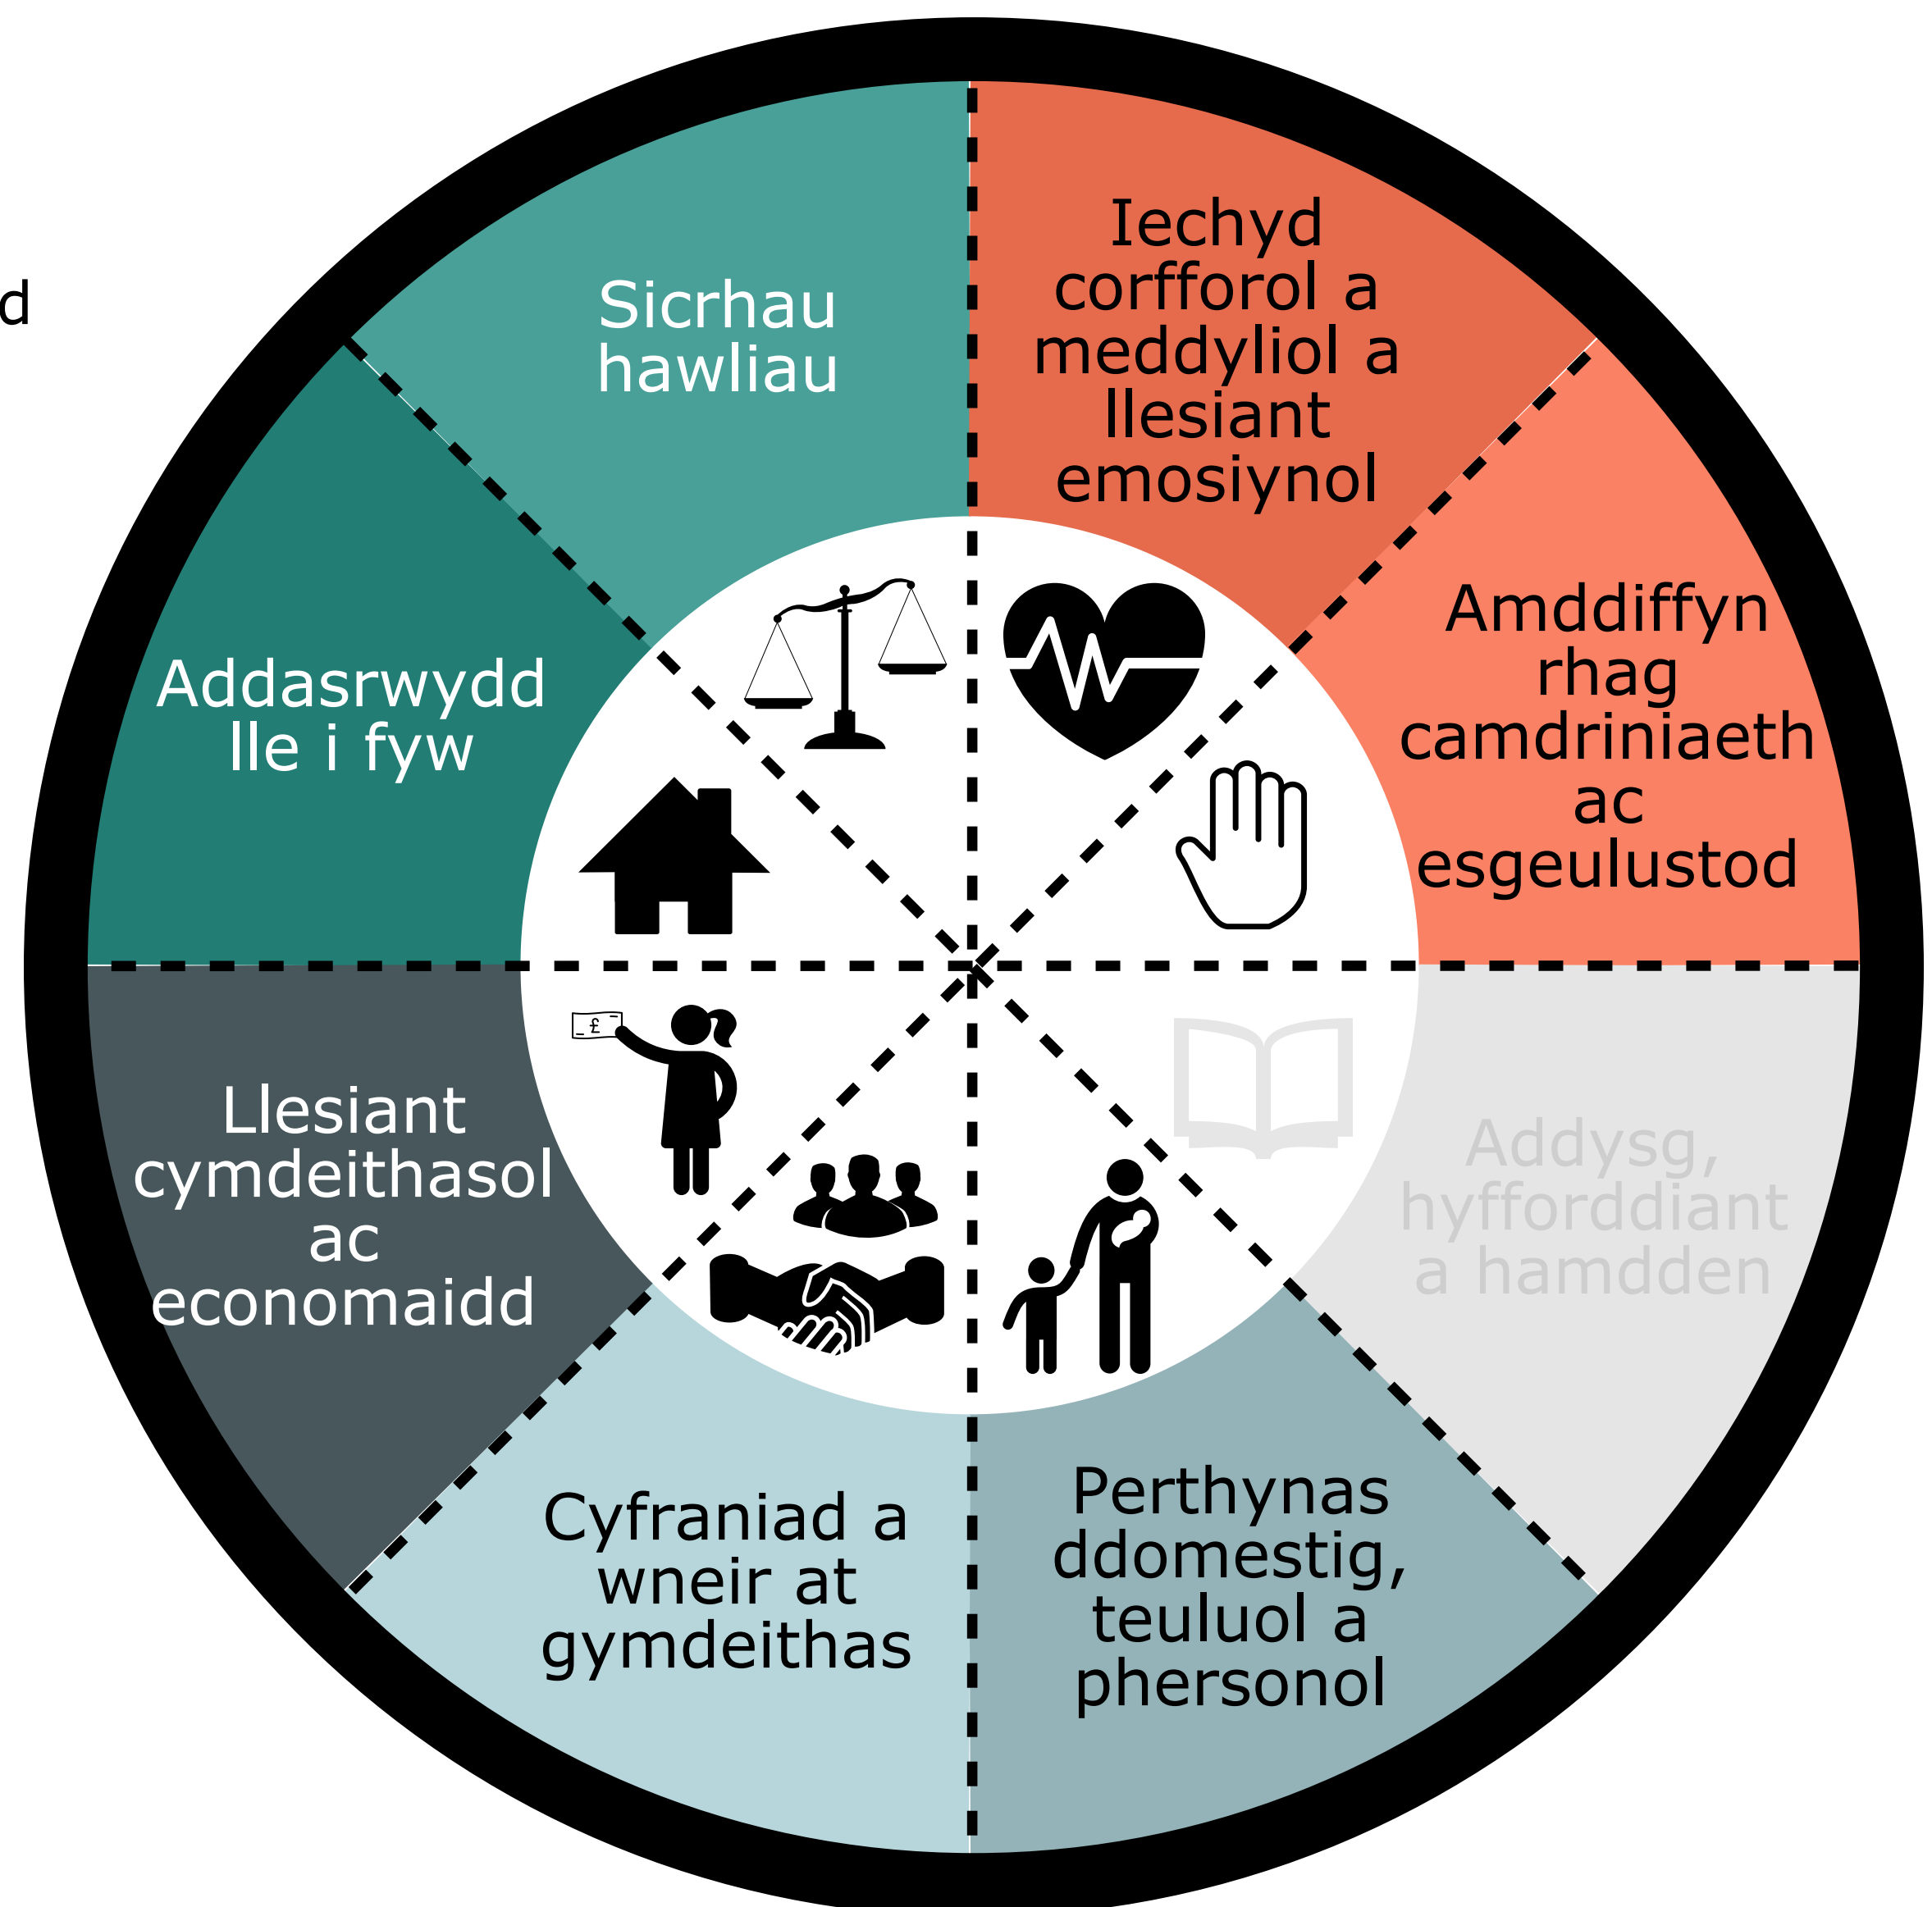 d
Iechyd
corfforol a
meddyliol a
llesiant
emosiynol
Amddiffyn
rhag
camdriniaeth
ac
esgeulustod
Addysg,
hyfforddiant
a hamdden
Perthynas
ddomestig,
teuluol a
phersonol
Cyfraniad a
wneir at
gymdeithas
Llesiant
cymdeithasol
ac
economaidd
Addasrwydd
lle i fyw
Sicrhau
hawliau
£